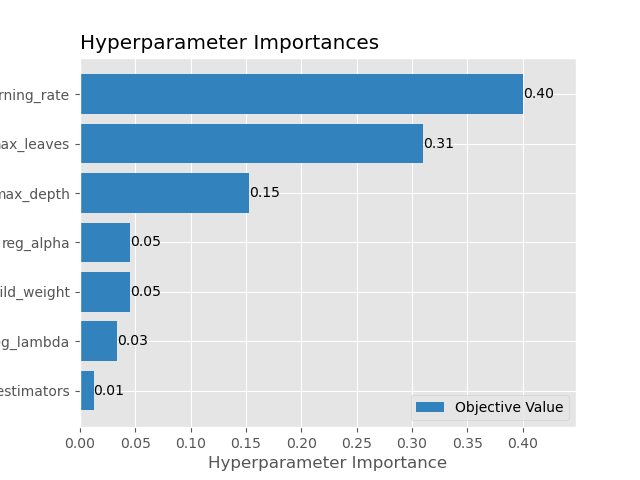 Hyperparameter Importances
rning_rate
0.40
ax_leaves
0.31
max_depth
0.15
reg_alpha
0.05
ild_weight
0.05
g_lambda
0.03
estimators
0.01
Objective Value
0.00 0.05 0.10 0.15 0.20 0.25 0.30 0.35 0.40
Hyperparameter Importance